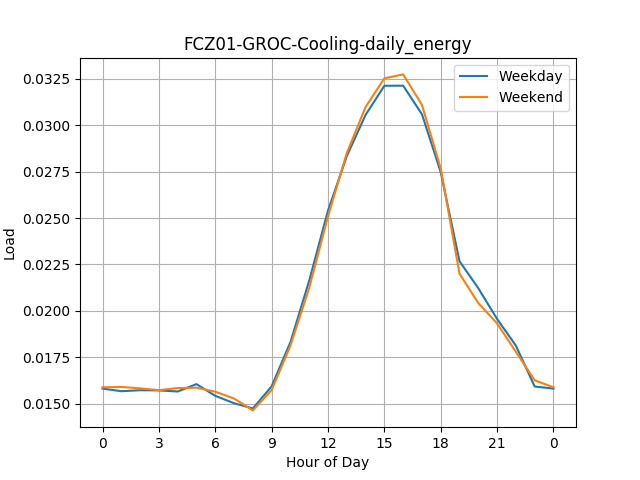 FCZ01-GROC-Cooling-daily_energy
Weekday
Weekend
0.0325
0.0300
0.0275
0.0250
0.0225
0.0200
0.0175
0.0150
Load
0 3 6 9 12 15 18 21 0
Hour of Day